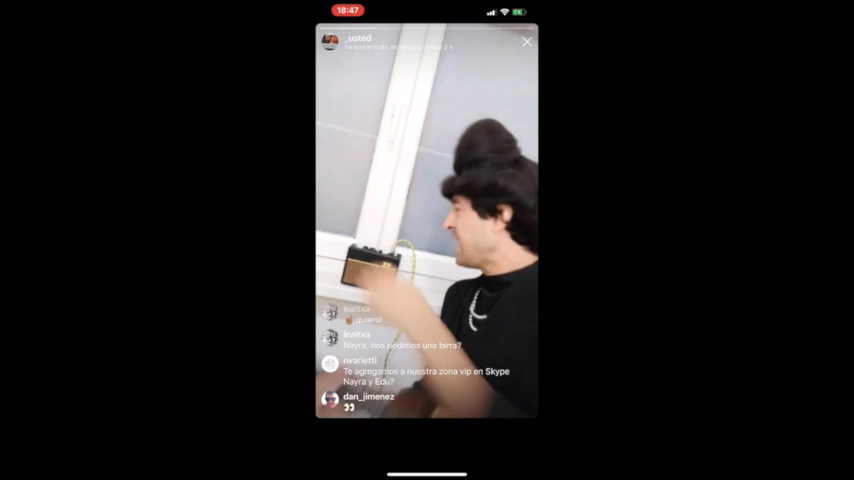 18:47
_usted
lealtxa
quiero!
lealtxa
Nayra, nos pedimos una birra?
nvarietti
Te agregamos a nuestra zona vip en Skype
Nayra y Edu?
dan_jimenez